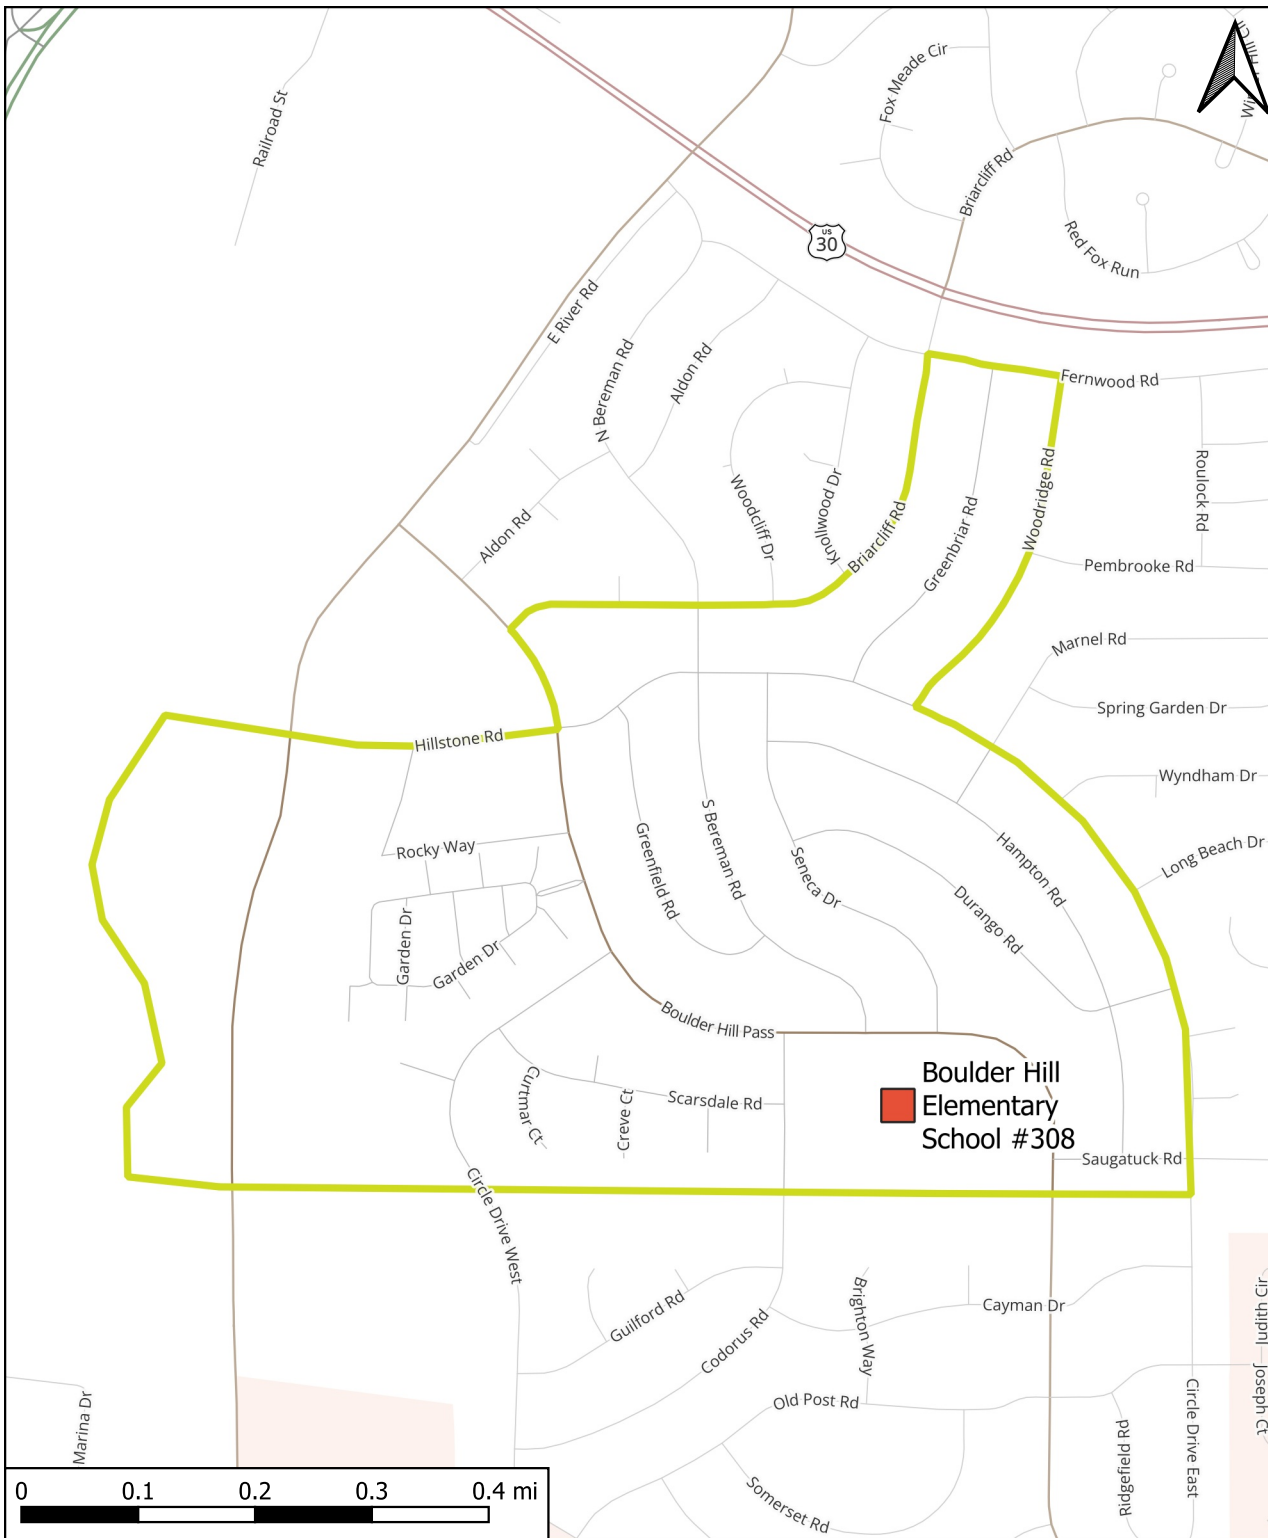 Fox Meade Cir
Railroad St
Briarcliff Rd
US
30
Red Fox Run
E River Rd
N Bereman Rd
Aldon Rd
Fernwood Rd
Woodridge Rd
Roulock Rd
Woodcliff Dr
Knollwood Dr
Briarcliff Rd
Greenbriar Rd
Aldon Rd
Pembrooke Rd
Marnel Rd
Spring Garden Dr
Hillstone Rd
Wyndham Dr
Rocky Way
Greenfield Rd
S Bereman Rd
Seneca Dr
Hampton Rd
Long Beach Dr
Durango Rd
Garden Dr
Garden Dr
Boulder Hill Pass
Boulder Hill
Elementary
School #308
Curtmar Ct
Creve Ct
Scarsdale Rd
Saugatuck Rd
Circle Drive West
Guilford Rd
Codorus Rd
Brighton Way
Cayman Dr
Judith Cir
Joseph Ct
Old Post Rd
Marina Dr
Ridgefield Rd
Circle Drive East
Somerset Rd
0 0.1 0.2 0.3 0.4 mi